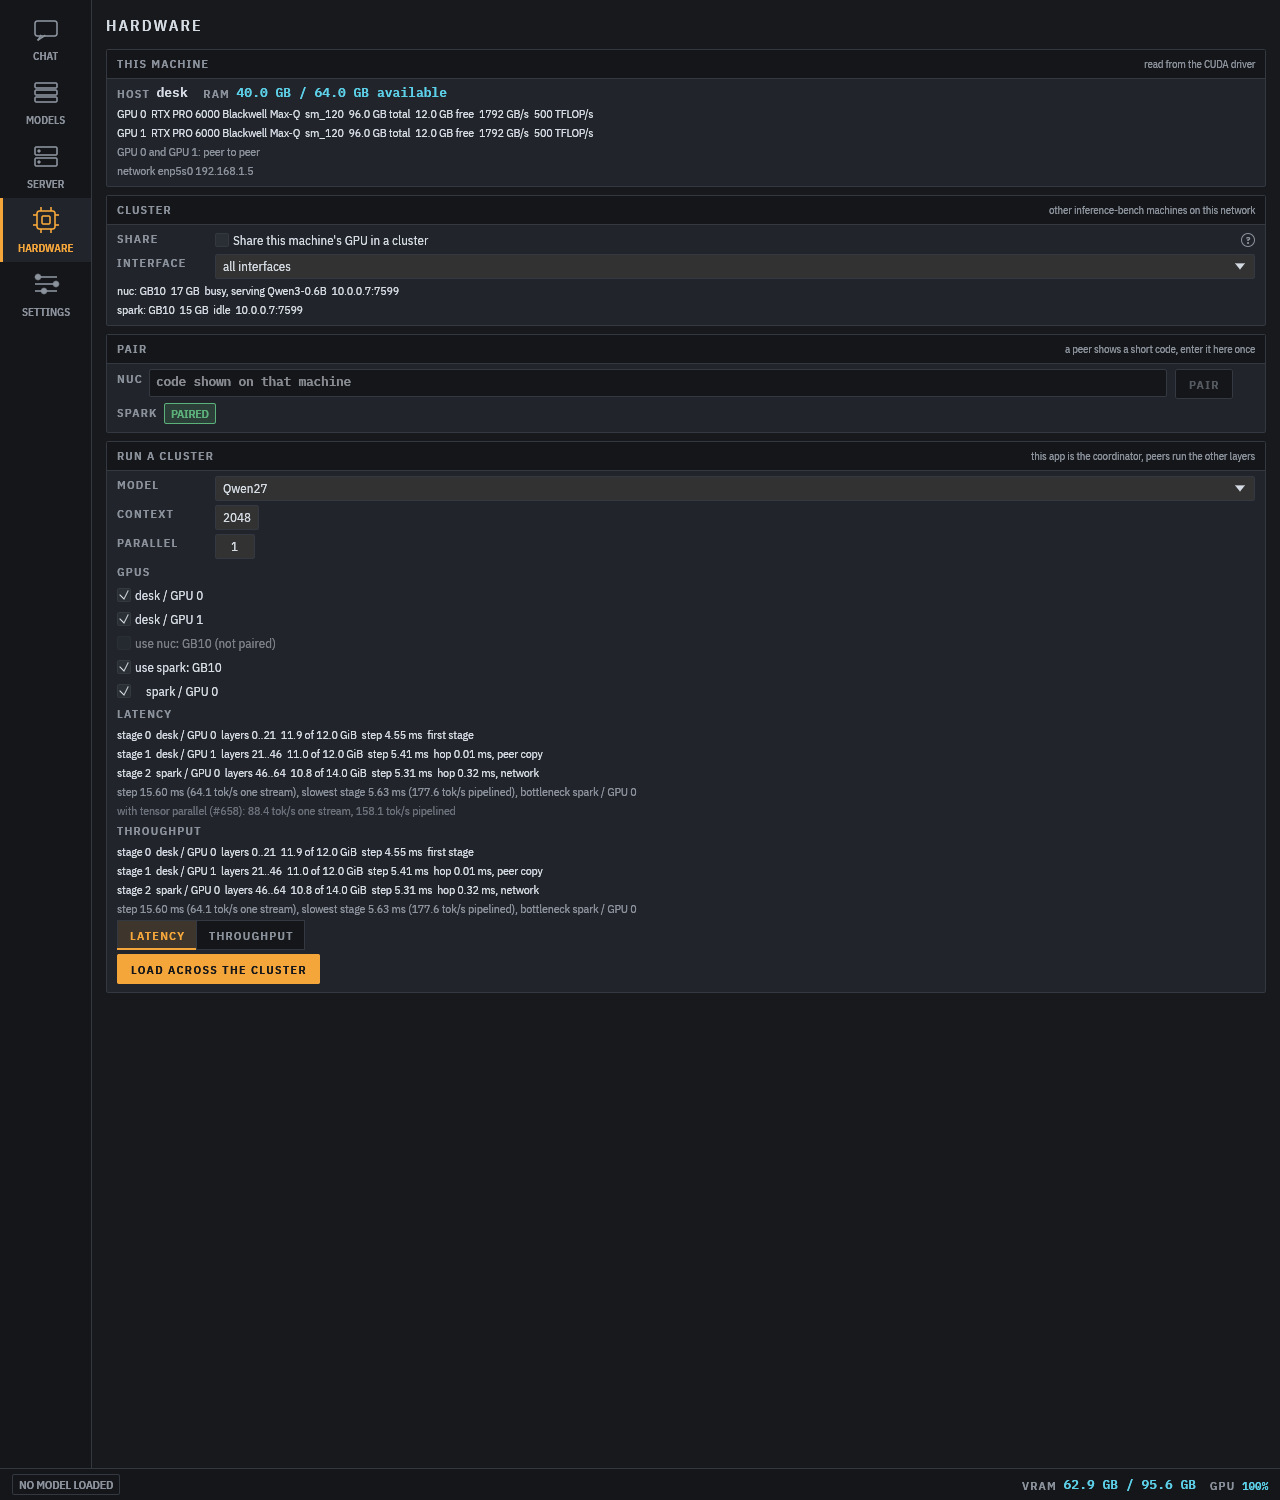 HARDWARE
CHAT
MODELS
SERVER
HARDWARE
SETTINGS
THIS MACHINE read from the CUDA driver
HOST desk RAM 40.0 GB / 64.0 GB available
GPU 0 RTX PRO 6000 Blackwell Max-Q sm_120 96.0 GB total 12.0 GB free 1792 GB/s 500 TFLOP/s
GPU 1 RTX PRO 6000 Blackwell Max-Q sm_120 96.0 GB total 12.0 GB free 1792 GB/s 500 TFLOP/s
GPU 0 and GPU 1: peer to peer
network enp5s0 192.168.1.5
CLUSTER other inference-bench machines on this network
SHARE Share this machine's GPU in a cluster ?
INTERFACE all interfaces
nuc: GB10 17 GB busy, serving Qwen3-0.6B 10.0.0.7:7599
spark: GB10 15 GB idle 10.0.0.7:7599
PAIR a peer shows a short code, enter it here once
NUC code shown on that machine PAIR
SPARK PAIRED
RUN A CLUSTER this app is the coordinator, peers run the other layers
MODEL Qwen27
CONTEXT 2048
PARALLEL 1
GPUS
desk / GPU 0
desk / GPU 1
use nuc: GB10 (not paired)
use spark: GB10
spark / GPU 0
LATENCY
stage 0 desk / GPU 0 layers 0..21 11.9 of 12.0 GiB step 4.55 ms first stage
stage 1 desk / GPU 1 layers 21..46 11.0 of 12.0 GiB step 5.41 ms hop 0.01 ms, peer copy
stage 2 spark / GPU 0 layers 46..64 10.8 of 14.0 GiB step 5.31 ms hop 0.32 ms, network
step 15.60 ms (64.1 tok/s one stream), slowest stage 5.63 ms (177.6 tok/s pipelined), bottleneck spark / GPU 0
with tensor parallel (#658): 88.4 tok/s one stream, 158.1 tok/s pipelined
THROUGHPUT
stage 0 desk / GPU 0 layers 0..21 11.9 of 12.0 GiB step 4.55 ms first stage
stage 1 desk / GPU 1 layers 21..46 11.0 of 12.0 GiB step 5.41 ms hop 0.01 ms, peer copy
stage 2 spark / GPU 0 layers 46..64 10.8 of 14.0 GiB step 5.31 ms hop 0.32 ms, network
step 15.60 ms (64.1 tok/s one stream), slowest stage 5.63 ms (177.6 tok/s pipelined), bottleneck spark / GPU 0
LATENCY THROUGHPUT
LOAD ACROSS THE CLUSTER
NO MODEL LOADED VRAM 62.9 GB / 95.6 GB GPU 100%